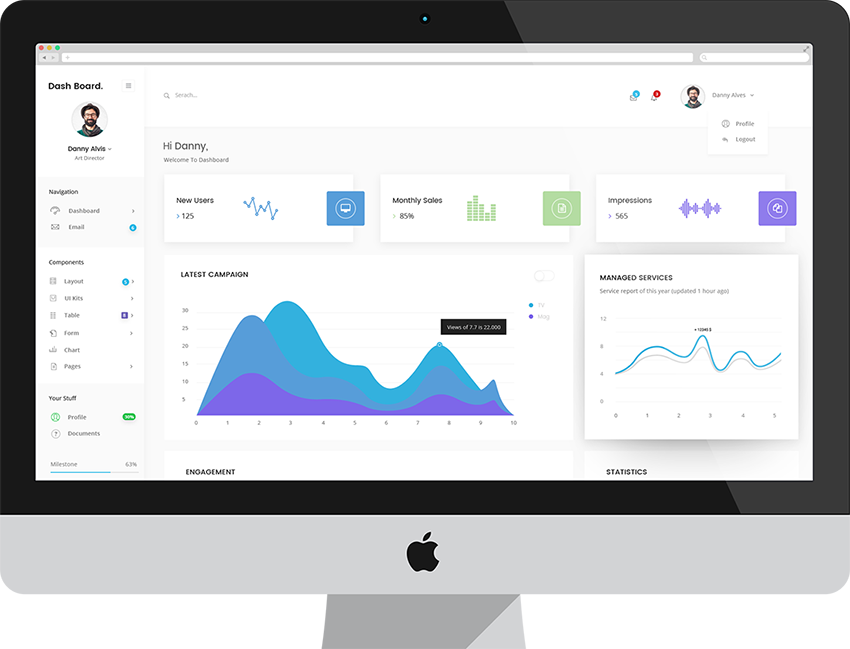 Dash Board.
Danny Alvis
Art Director
Navigation
Dashboard
Email
6
Components
Layout
5
UI Kits
Table
8
Form
Chart
Pages
Your Stuff
Profile
30%
Documents
Milestone 63%
Serach...
Danny Alves
Profile
Logout
Hi Danny,
Welcome To Dashboard
New Users
125
Monthly Sales
85%
Impressions
565
LATEST CAMPAIGN
30
25
20
15
10
5
0 1 2 3 4 5 6 7 8 9 10
Views of 7.7 is 22.000
TV
Mag
MANAGED SERVICES
Service report of this year (updated 1 hour ago)
12
8
4
0
0 1 2 3 4 5
+ 12345 $
ENGAGEMENT
STATISTICS